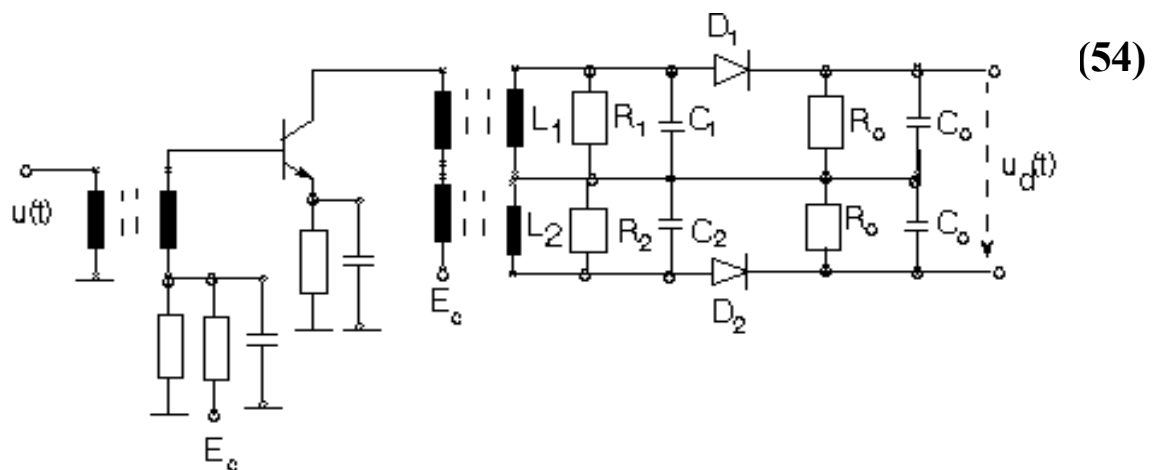 D1
(54)
L1
R1
C1
Ro
Co
u(t)
ud(t)
L2
R2
C2
Ro
Co
Ec
D2
Ec